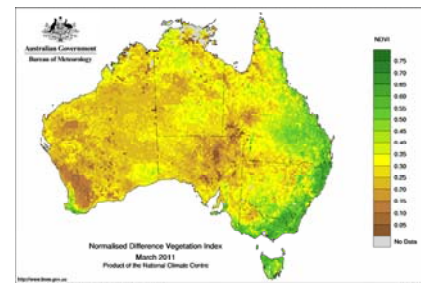 Australian Government
Bureau of Meteorology
NDVI
0.75
0.70
0.65
0.60
0.55
0.50
0.45
0.40
0.35
0.30
0.25
0.20
0.15
0.10
0.05
No Data
Normalised Difference Vegetation Index
March 2011
Product of the National Climate Centre
http://www.bom.gov.au